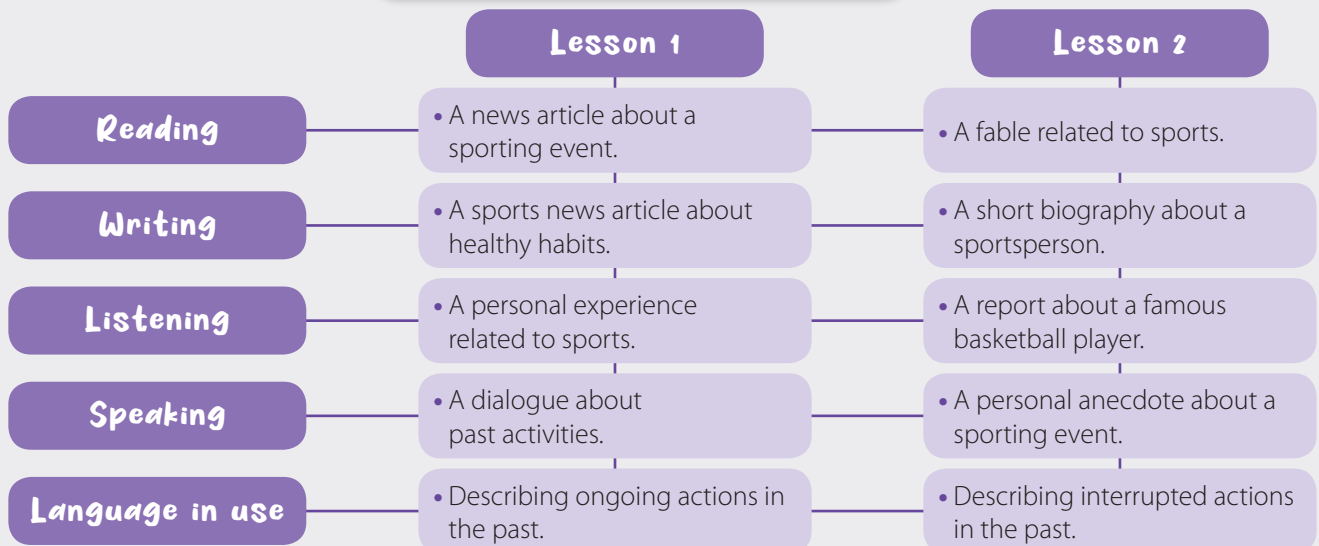 Lesson 1
Lesson 2
Reading
• A news article about a
sporting event.
• A fable related to sports.
Writing
• A sports news article about
healthy habits.
• A short biography about a
sportsperson.
Listening
• A personal experience
related to sports.
• A report about a famous
basketball player.
Speaking
• A dialogue about
past activities.
• A personal anecdote about a
sporting event.
Language in use
• Describing ongoing actions in
the past.
• Describing interrupted actions
in the past.